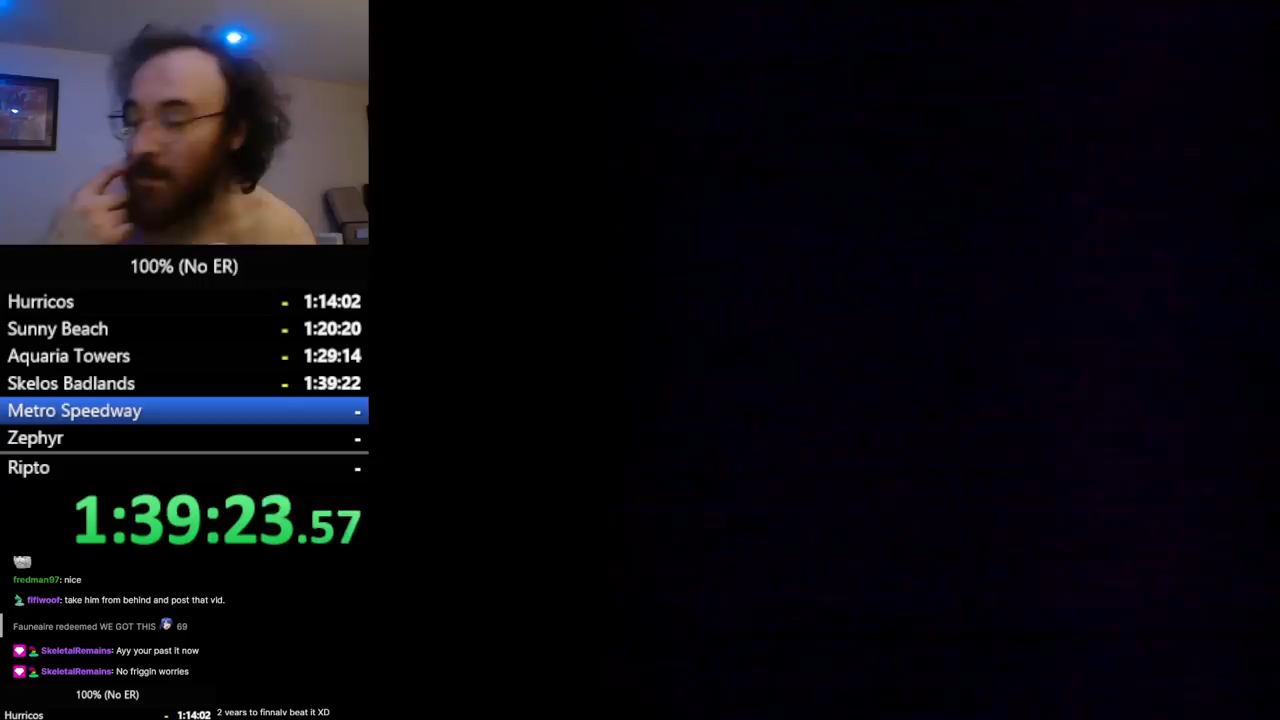 100% (No ER)
Hurricos - 1:14:02
Sunny Beach - 1:20:20
Aquaria Towers - 1:29:14
Skelos Badlands - 1:39:22
Metro Speedway -
Zephyr -
Ripto -
1:39:23.57
fredman97: nice
fifiwoof: take him from behind and post that vid.
Fauneaire redeemed WE GOT THIS 69
SkeletalRemains: Ayy your past it now
SkeletalRemains: No friggin worries
100% (No ER)
Hurricos - 1:14:02
2 years to finnaly beat it XD